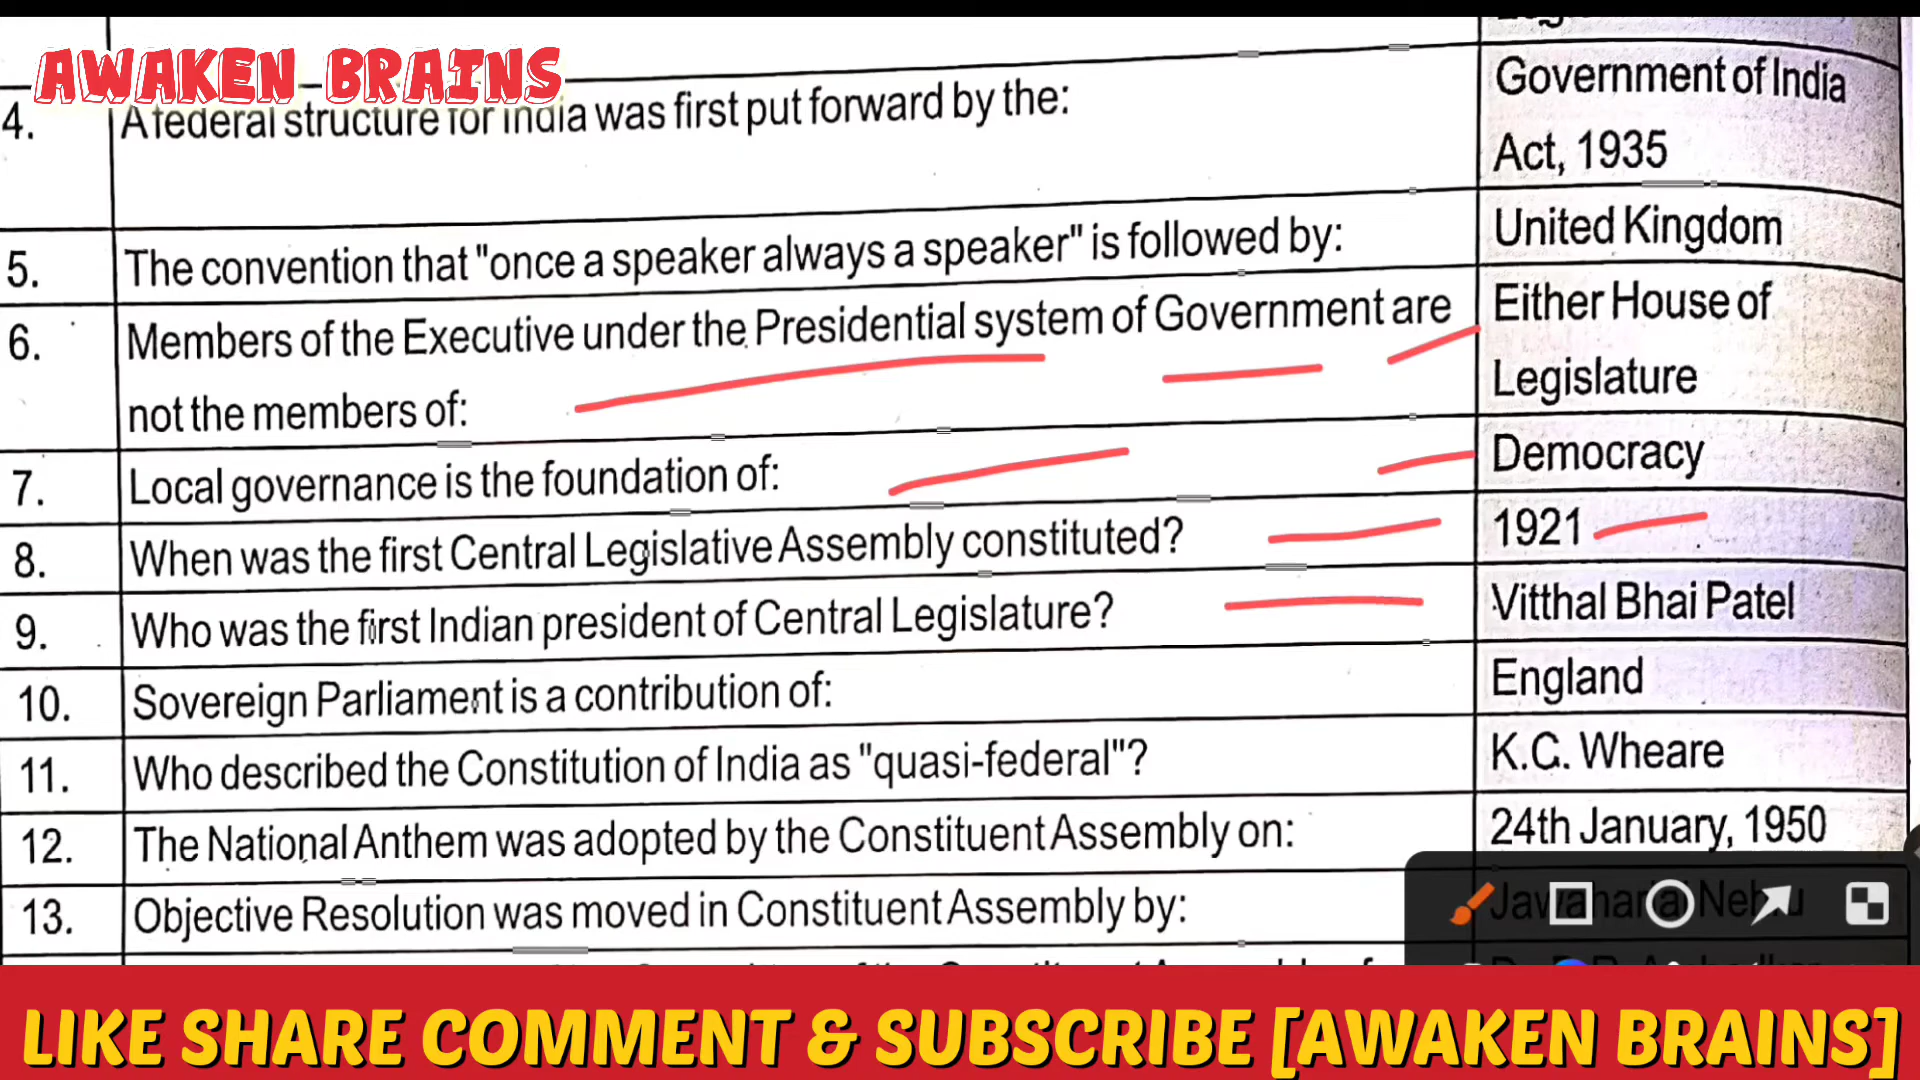 AWAKEN BRAINS
4. A federal structure for India was first put forward by the: Government of India
Act, 1935
5. The convention that "once a speaker always a speaker" is followed by: United Kingdom
6. Members of the Executive under the Presidential system of Government are Either House of
not the members of: Legislature
7. Local governance is the foundation of: Democracy
8. When was the first Central Legislative Assembly constituted? 1921
9. Who was the first Indian president of Central Legislature? Vitthal Bhai Patel
10. Sovereign Parliament is a contribution of: England
11. Who described the Constitution of India as "quasi-federal"? K.C. Wheare
12. The National Anthem was adopted by the Constituent Assembly on: 24th January, 1950
13. Objective Resolution was moved in Constituent Assembly by: Jawaharlal Nehru
LIKE SHARE COMMENT & SUBSCRIBE [AWAKEN BRAINS]